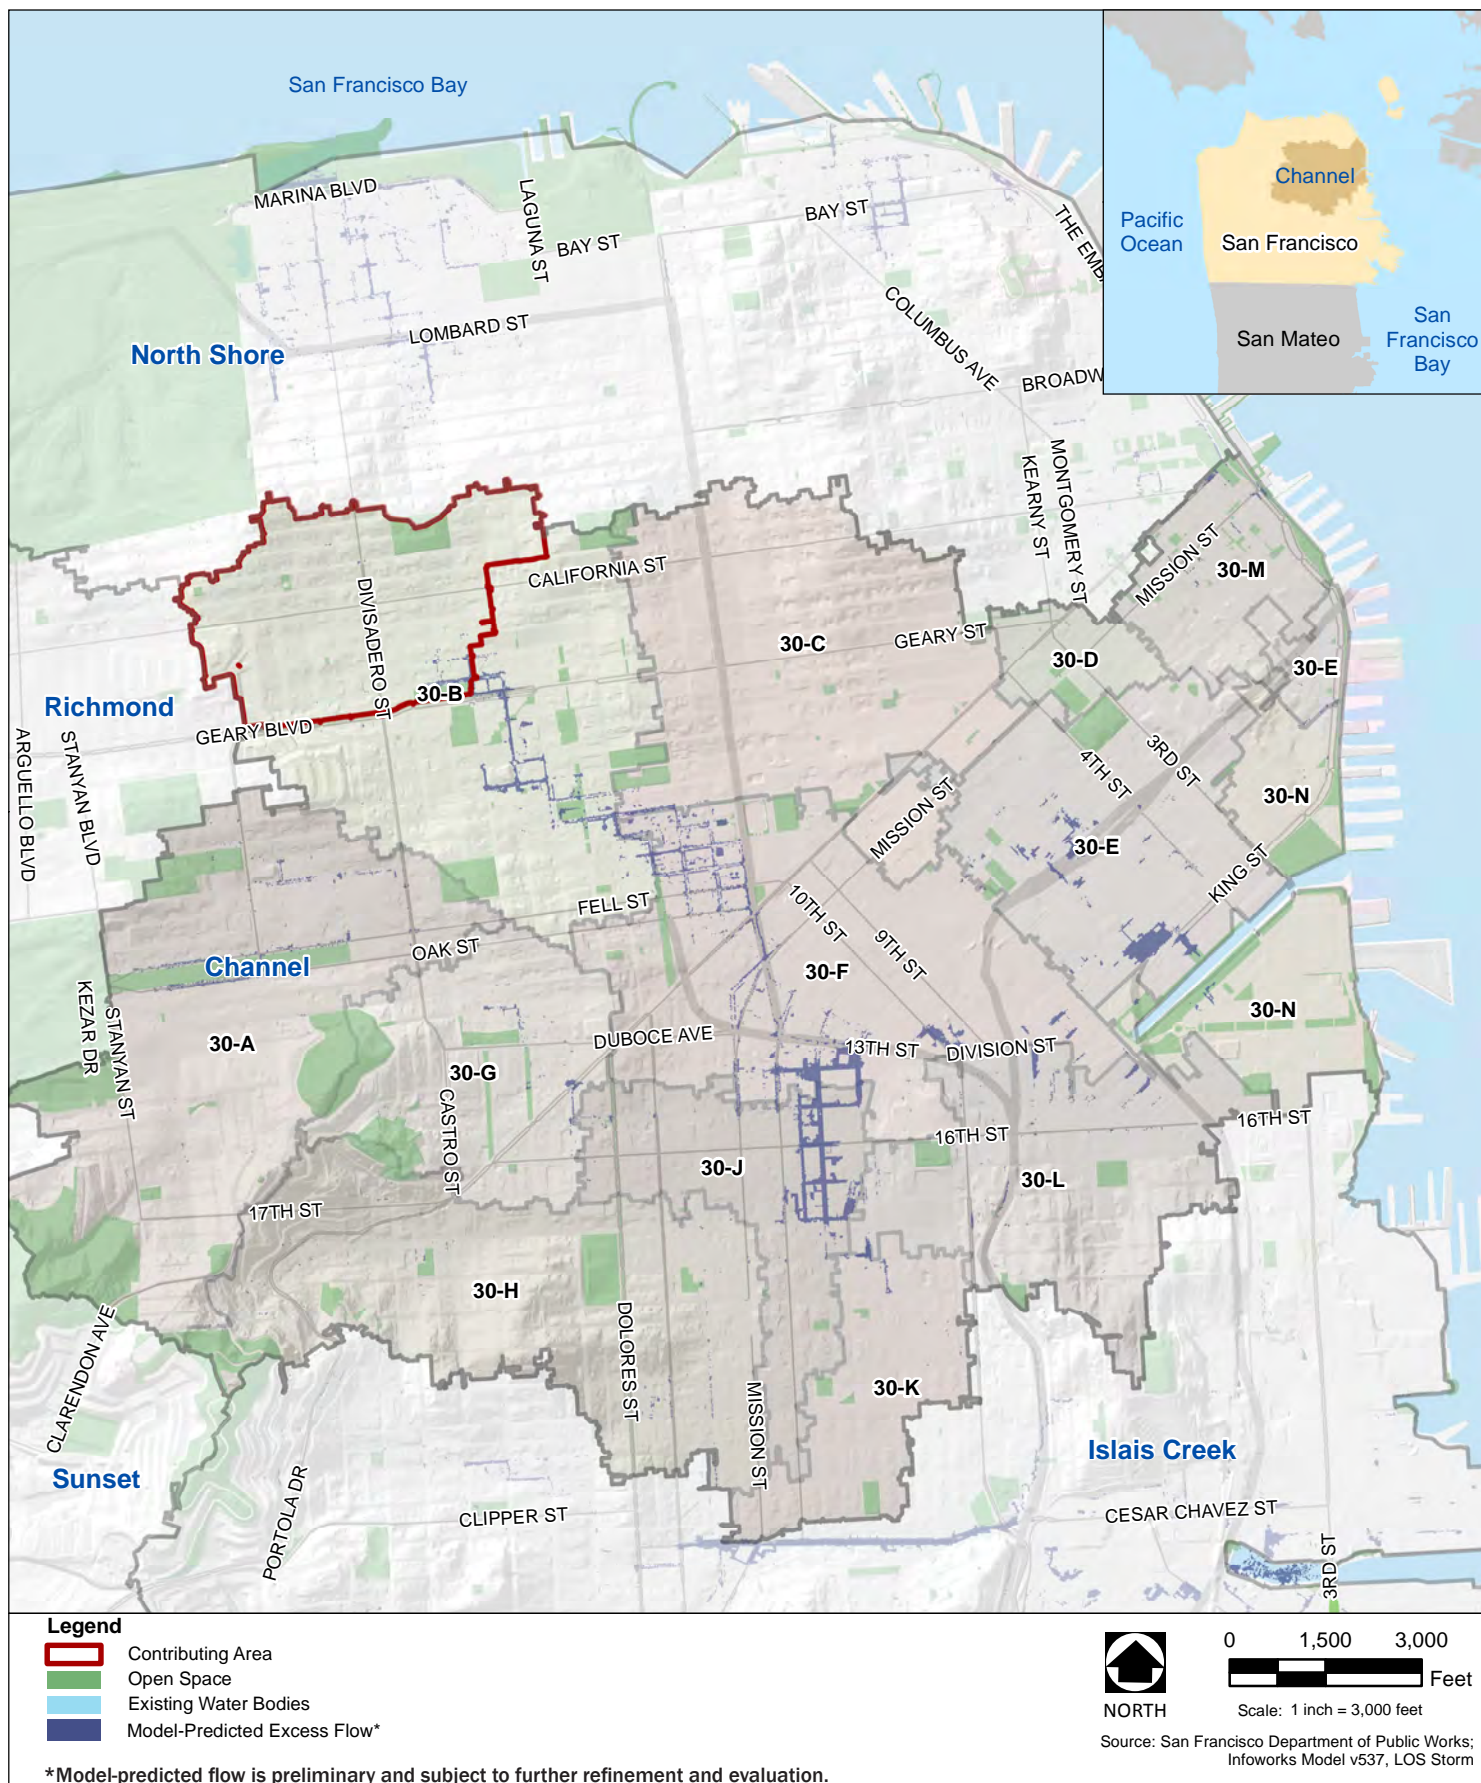 San Francisco Bay
Channel
Pacific
Ocean
San Francisco
San Mateo
San
Francisco
Bay
MARINA BLVD
LAGUNA ST
BAY ST
BAY ST
THE EMBA
COLUMBUS AVE
LOMBARD ST
North Shore
BROADW
KEARNY ST
MONTGOMERY ST
MISSION ST
30-M
CALIFORNIA ST
DIVISADERO ST
GEARY ST
30-C
30-D
30-E
30-B
Richmond
GEARY BLVD
ARGUELLO BLVD
STANYAN BLVD
4TH ST
3RD ST
30-N
MISSION ST
30-E
KING ST
FELL ST
10TH ST
9TH ST
OAK ST
Channel
30-F
KEZAR DR
STANYAN ST
30-A
30-G
DUBOCE AVE
13TH ST
DIVISION ST
30-N
CASTRO ST
16TH ST
16TH ST
30-J
30-L
17TH ST
30-H
CLARENDON AVE
DOLORES ST
MISSION ST
30-K
Sunset
PORTOLA DR
Islais Creek
CLIPPER ST
CESAR CHAVEZ ST
3RD ST
Legend
Contributing Area
Open Space
Existing Water Bodies
Model-Predicted Excess Flow*
*Model-predicted flow is preliminary and subject to further refinement and evaluation.
NORTH
0 1,500 3,000
Feet
Scale: 1 inch = 3,000 feet
Source: San Francisco Department of Public Works;
Infoworks Model v537, LOS Storm